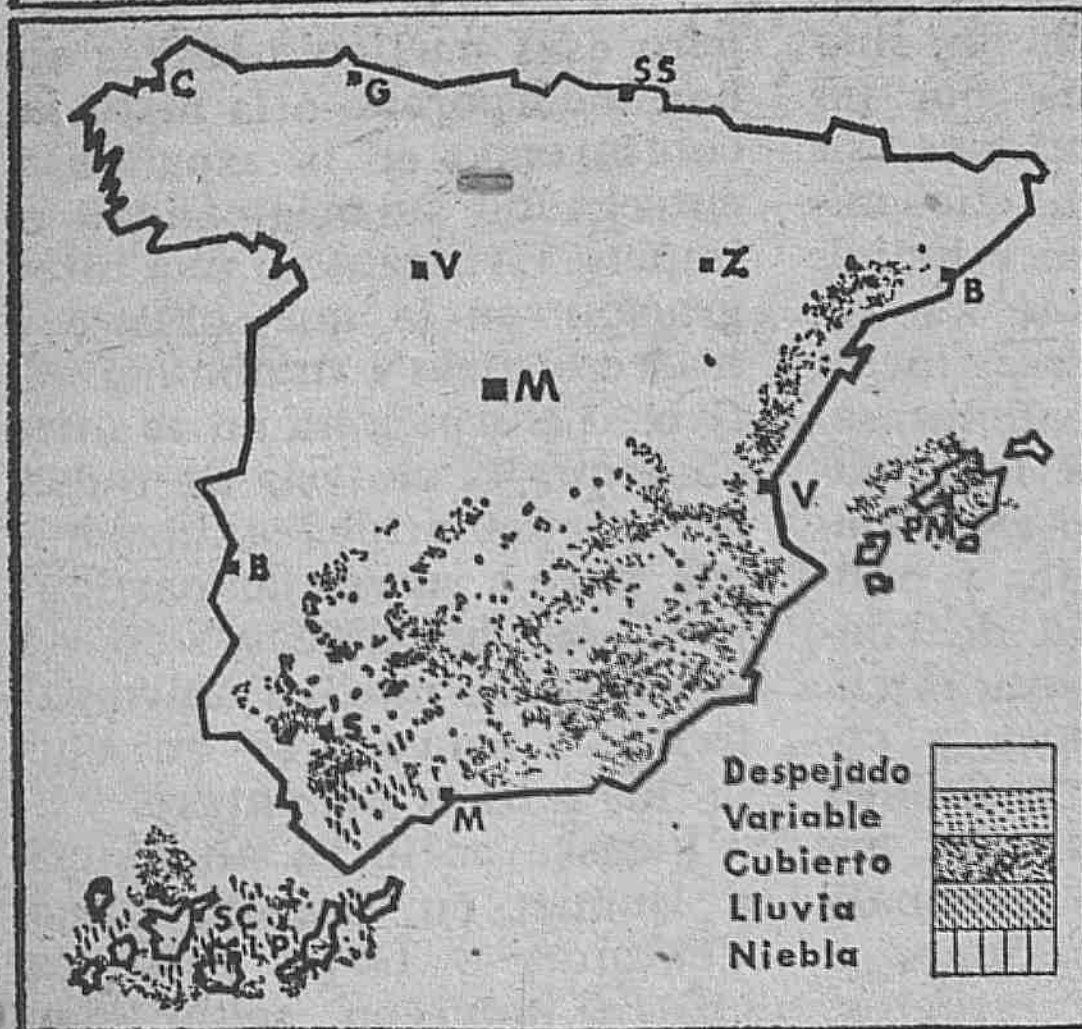 C
G
SS
V
Z
B
M
V
PM
B
S
M
SC
P
Despejado
Variable
Cubierto
Lluvia
Niebla